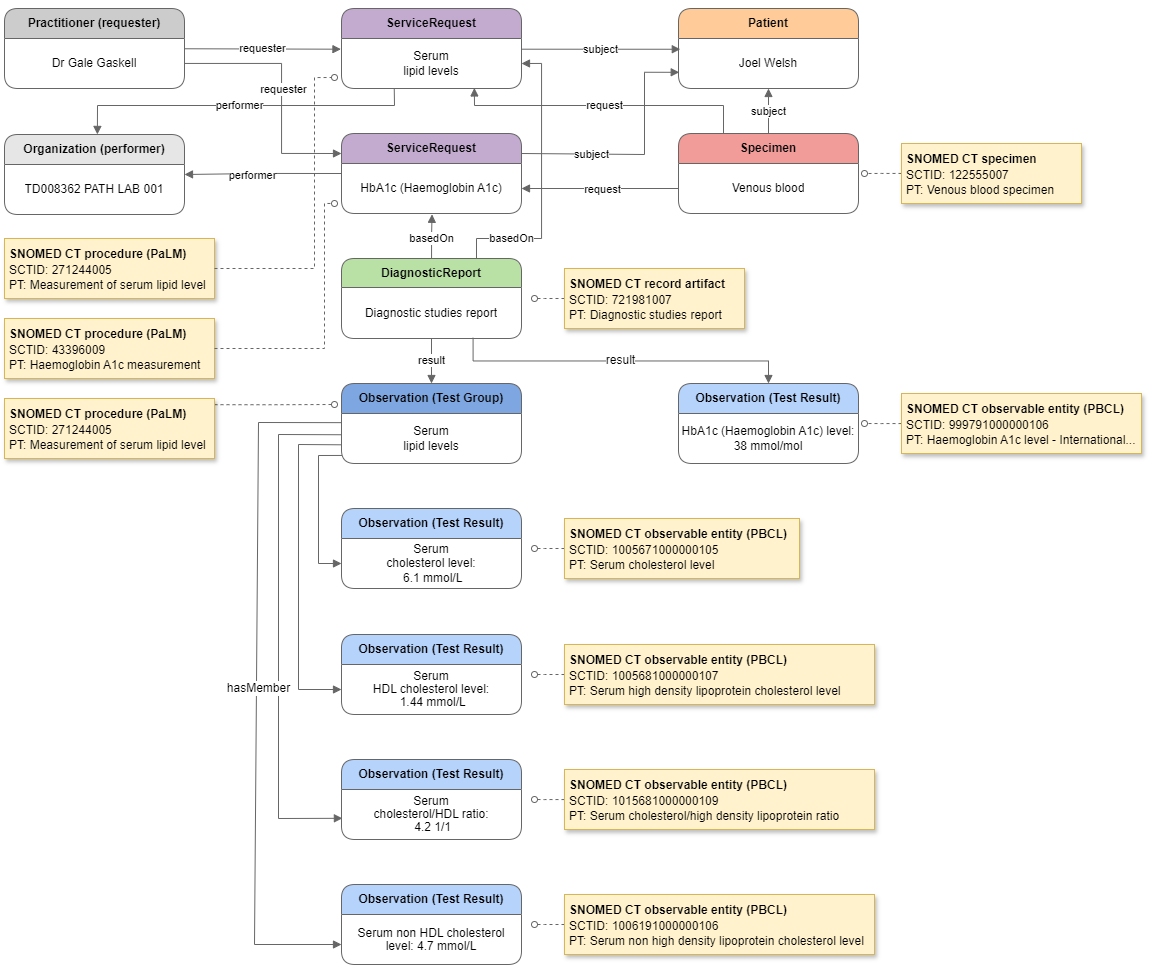 Practitioner (requester)
Dr Gale Gaskell
requester
ServiceRequest
Serum
lipid levels
subject
Patient
Joel Welsh
requester
performer
request
subject
Organization (performer)
TD008362 PATH LAB 001
performer
ServiceRequest
HbA1c (Haemoglobin A1c)
subject
request
Specimen
Venous blood
SNOMED CT specimen
SCTID: 122555007
PT: Venous blood specimen
basedOn
basedOn
SNOMED CT procedure (PaLM)
SCTID: 271244005
PT: Measurement of serum lipid level
DiagnosticReport
Diagnostic studies report
SNOMED CT record artifact
SCTID: 721981007
PT: Diagnostic studies report
SNOMED CT procedure (PaLM)
SCTID: 43396009
PT: Haemoglobin A1c measurement
result
result
SNOMED CT procedure (PaLM)
SCTID: 271244005
PT: Measurement of serum lipid level
Observation (Test Group)
Serum
lipid levels
Observation (Test Result)
HbA1c (Haemoglobin A1c) level:
38 mmol/mol
SNOMED CT observable entity (PBCL)
SCTID: 999791000000106
PT: Haemoglobin A1c level - International...
Observation (Test Result)
Serum
cholesterol level:
6.1 mmol/L
SNOMED CT observable entity (PBCL)
SCTID: 1005671000000105
PT: Serum cholesterol level
hasMember
Observation (Test Result)
Serum
HDL cholesterol level:
1.44 mmol/L
SNOMED CT observable entity (PBCL)
SCTID: 1005681000000107
PT: Serum high density lipoprotein cholesterol level
Observation (Test Result)
Serum
cholesterol/HDL ratio:
4.2 1/1
SNOMED CT observable entity (PBCL)
SCTID: 1015681000000109
PT: Serum cholesterol/high density lipoprotein ratio
Observation (Test Result)
Serum non HDL cholesterol
level: 4.7 mmol/L
SNOMED CT observable entity (PBCL)
SCTID: 1006191000000106
PT: Serum non high density lipoprotein cholesterol level